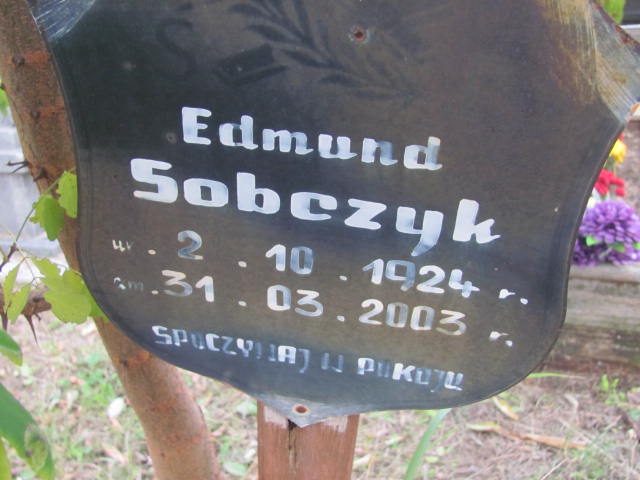 Edmund
Sobczyk
ur. 2. 10. 1924 r.
zm. 31. 03. 2003 r.
SPOCZYWAJ W POKOJU